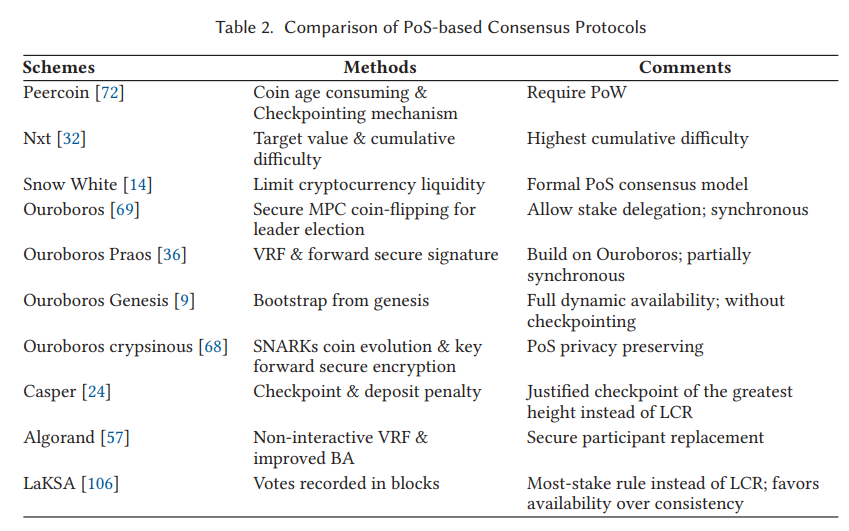 Table 2. Comparison of PoS-based Consensus Protocols
Schemes Methods Comments
Peercoin [72] Coin age consuming & Require PoW
Checkpointing mechanism
Nxt [32] Target value & cumulative Highest cumulative difficulty
difficulty
Snow White [14] Limit cryptocurrency liquidity Formal PoS consensus model
Ouroboros [69] Secure MPC coin-flipping for Allow stake delegation; synchronous
leader election
Ouroboros Praos [36] VRF & forward secure signature Build on Ouroboros; partially
synchronous
Ouroboros Genesis [9] Bootstrap from genesis Full dynamic availability; without
checkpointing
Ouroboros crypsinous [68] SNARKs coin evolution & key PoS privacy preserving
forward secure encryption
Casper [24] Checkpoint & deposit penalty Justified checkpoint of the greatest
height instead of LCR
Algorand [57] Non-interactive VRF & Secure participant replacement
improved BA
LaKSA [106] Votes recorded in blocks Most-stake rule instead of LCR; favors
availability over consistency